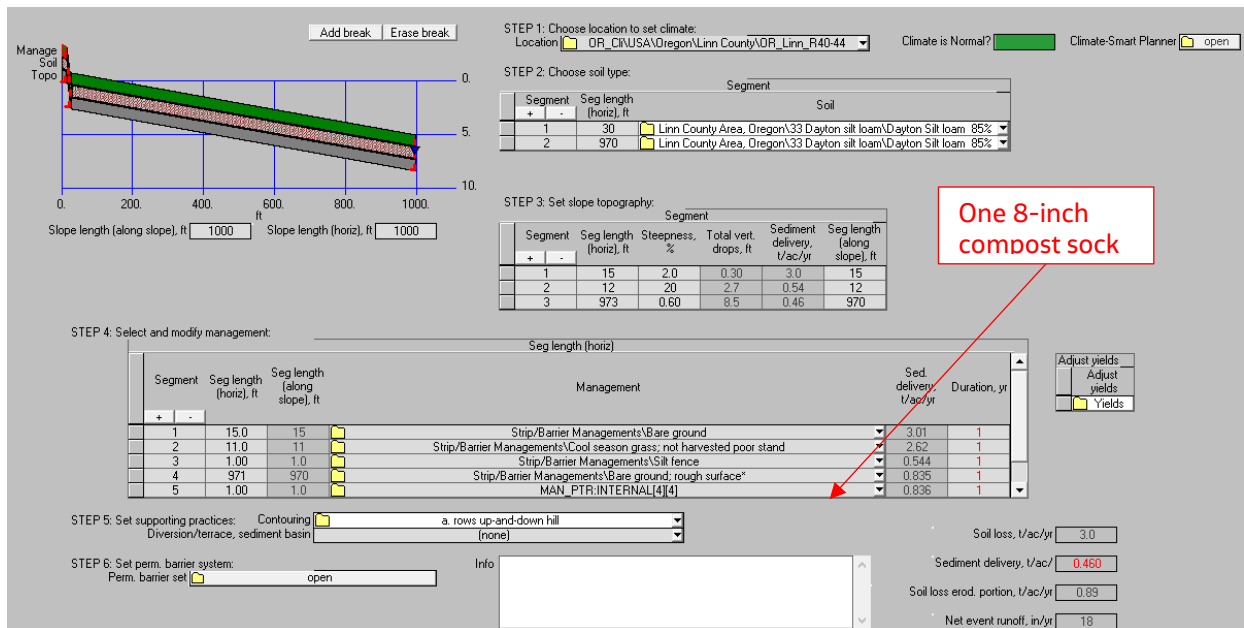 Add break Erase break
Manage
Soil
Topo
0.
5.
10.
0. 200. 400. 600. 800. 1000.
ft
Slope length (along slope), ft 1000 Slope length (horiz), ft 1000
STEP 1: Choose location to set climate:
Location OR_Cli\USA\Oregon\Linn County\OR_Linn_R40-44
Climate is Normal? Climate-Smart Planner open
STEP 2: Choose soil type:
Segment
Segment Seg length (horiz), ft Soil
+ -
1 30 Linn County Area, Oregon\33 Dayton silt loam\Dayton Silt loam 85%
2 970 Linn County Area, Oregon\33 Dayton silt loam\Dayton Silt loam 85%
STEP 3: Set slope topography:
Segment
Segment Seg length (horiz), ft Steepness, % Total vert. drops, ft Sediment delivery, t/ac/yr Seg length (along slope), ft
+ -
1 15 2.0 0.30 3.0 15
2 12 20 2.7 0.54 12
3 973 0.60 8.5 0.46 970
One 8-inch
compost sock
STEP 4: Select and modify management:
Seg length (horiz)
Segment Seg length (horiz), ft Seg length (along slope), ft Management Sed. delivery, t/ac/yr Duration, yr
+ -
1 15.0 15 Strip/Barrier Managements\Bare ground 3.01 1
2 11.0 11 Strip/Barrier Managements\Cool season grass; not harvested poor stand 2.62 1
3 1.00 1.0 Strip/Barrier Managements\Silt fence 0.544 1
4 971 970 Strip/Barrier Managements\Bare ground; rough surface* 0.835 1
5 1.00 1.0 MAN_PTR:INTERNAL[4][4] 0.836 1
Adjust yields
Adjust
yields
Yields
STEP 5: Set supporting practices: Contouring a. rows up-and-down hill
Diversion/terrace, sediment basin (none)
STEP 6: Set perm. barrier system:
Perm. barrier set open
Info
Soil loss, t/ac/yr 3.0
Sediment delivery, t/ac/ 0.460
Soil loss erod. portion, t/ac/yr 0.89
Net event runoff, in/yr 18